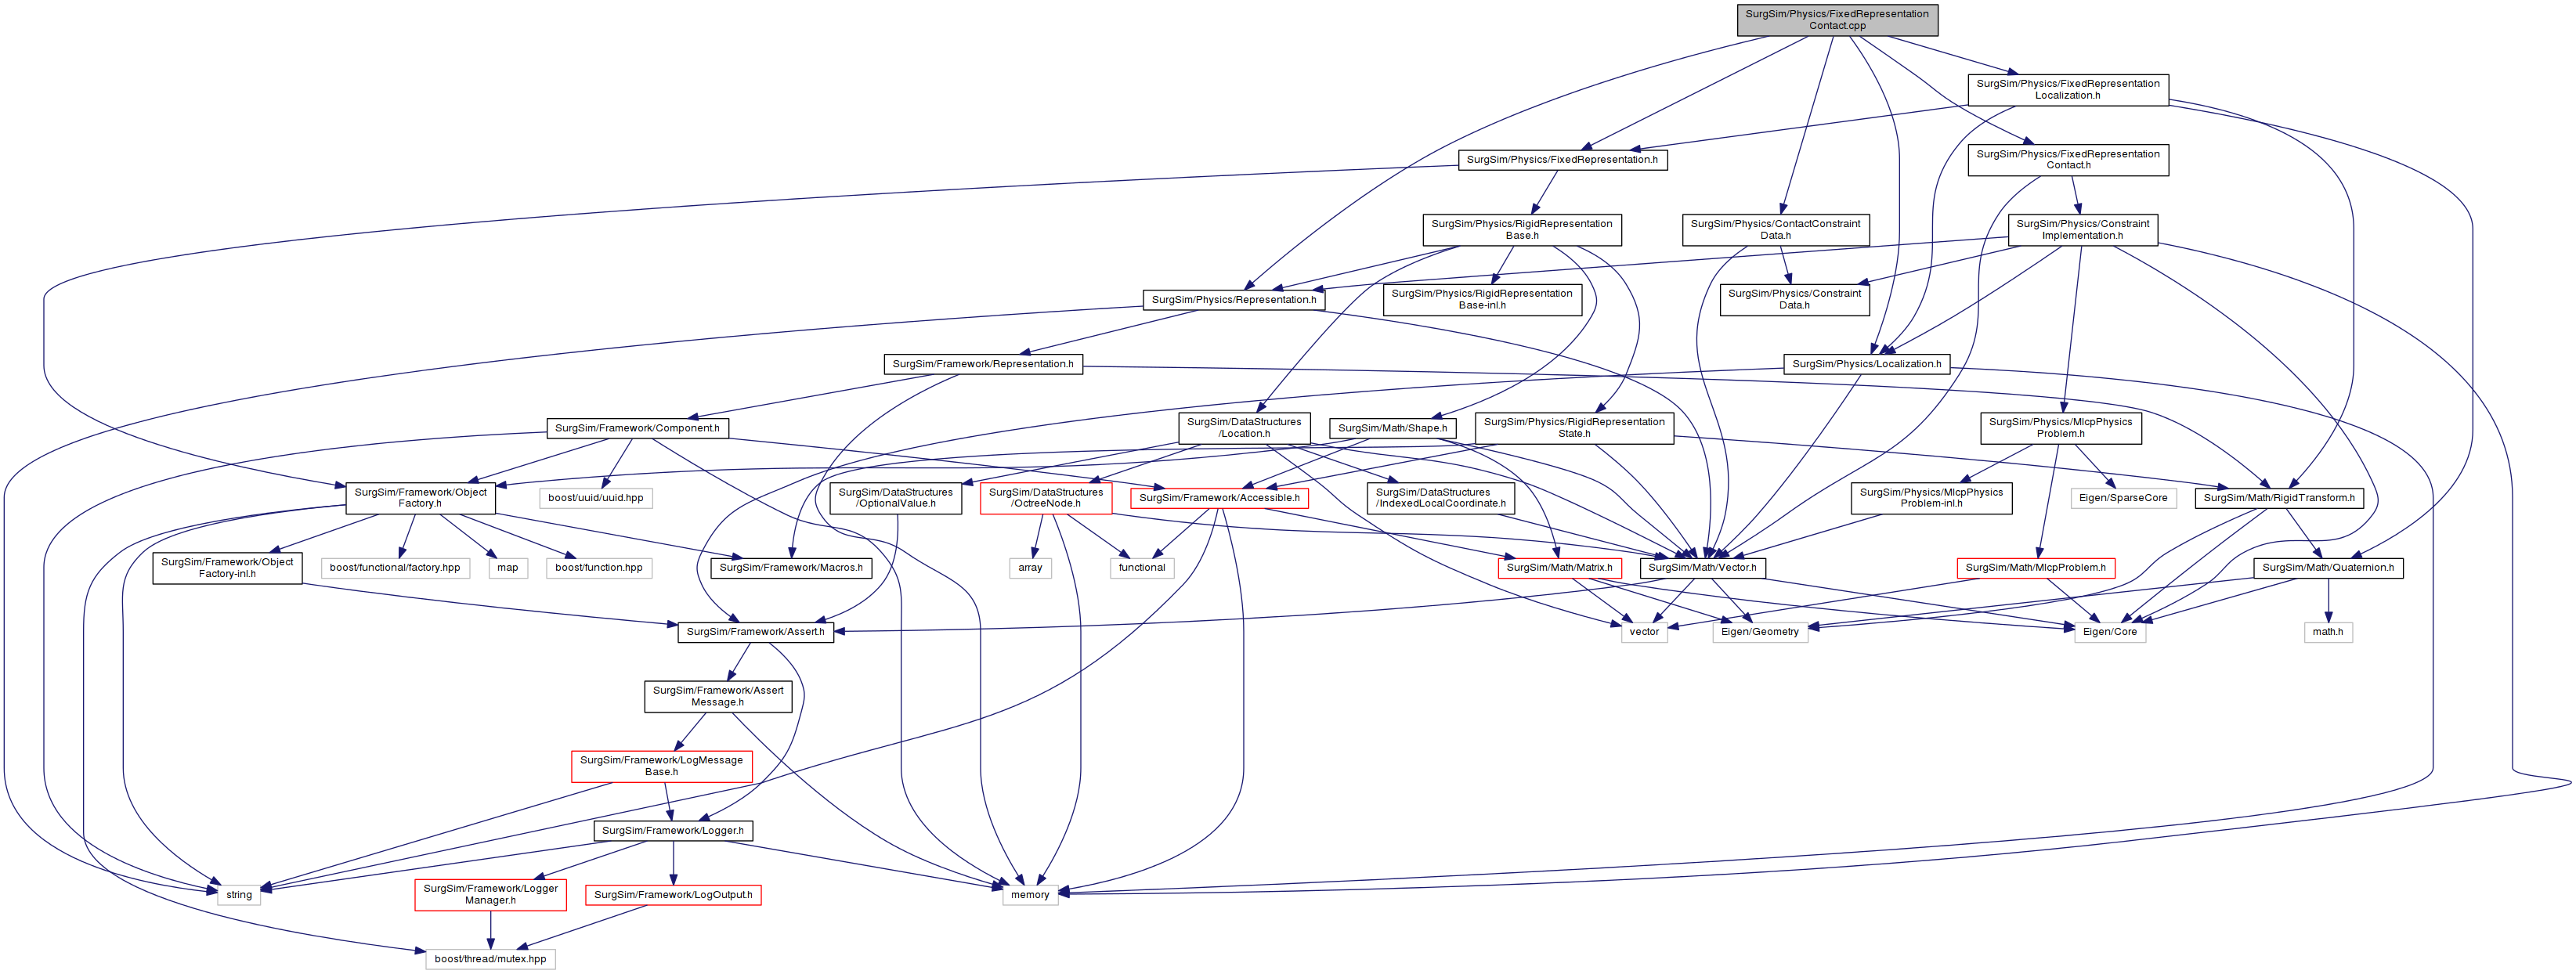 SurgSim/Physics/FixedRepresentation
Contact.cpp
SurgSim/Physics/FixedRepresentation
Localization.h
SurgSim/Physics/FixedRepresentation.h
SurgSim/Physics/FixedRepresentation
Contact.h
SurgSim/Physics/RigidRepresentation
Base.h
SurgSim/Physics/ContactConstraint
Data.h
SurgSim/Physics/Constraint
Implementation.h
SurgSim/Physics/Representation.h
SurgSim/Physics/RigidRepresentation
Base-inl.h
SurgSim/Physics/Constraint
Data.h
SurgSim/Framework/Representation.h
SurgSim/Physics/Localization.h
SurgSim/Framework/Component.h
SurgSim/DataStructures
/Location.h
SurgSim/Math/Shape.h
SurgSim/Physics/RigidRepresentation
State.h
SurgSim/Physics/MlcpPhysics
Problem.h
SurgSim/Framework/Object
Factory.h
boost/uuid/uuid.hpp
SurgSim/DataStructures
/OptionalValue.h
SurgSim/DataStructures
/OctreeNode.h
SurgSim/Framework/Accessible.h
SurgSim/DataStructures
/IndexedLocalCoordinate.h
SurgSim/Physics/MlcpPhysics
Problem-inl.h
Eigen/SparseCore
SurgSim/Math/RigidTransform.h
SurgSim/Framework/Object
Factory-inl.h
boost/functional/factory.hpp
map
boost/function.hpp
SurgSim/Framework/Macros.h
array
functional
SurgSim/Math/Matrix.h
SurgSim/Math/Vector.h
SurgSim/Math/MlcpProblem.h
SurgSim/Math/Quaternion.h
SurgSim/Framework/Assert.h
vector
Eigen/Geometry
Eigen/Core
math.h
SurgSim/Framework/Assert
Message.h
SurgSim/Framework/LogMessage
Base.h
SurgSim/Framework/Logger.h
string
SurgSim/Framework/Logger
Manager.h
SurgSim/Framework/LogOutput.h
memory
boost/thread/mutex.hpp